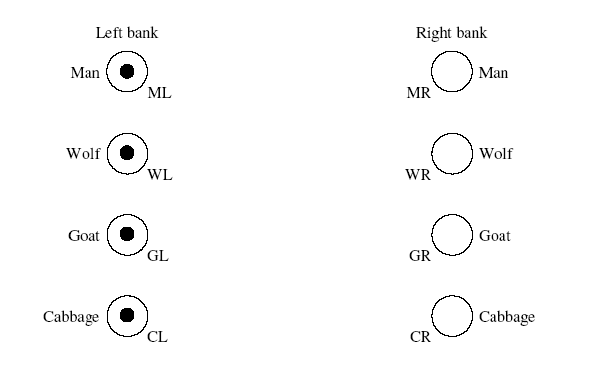 Left bank
Right bank
Man
ML
MR
Man
Wolf
WL
WR
Wolf
Goat
GL
GR
Goat
Cabbage
CL
CR
Cabbage